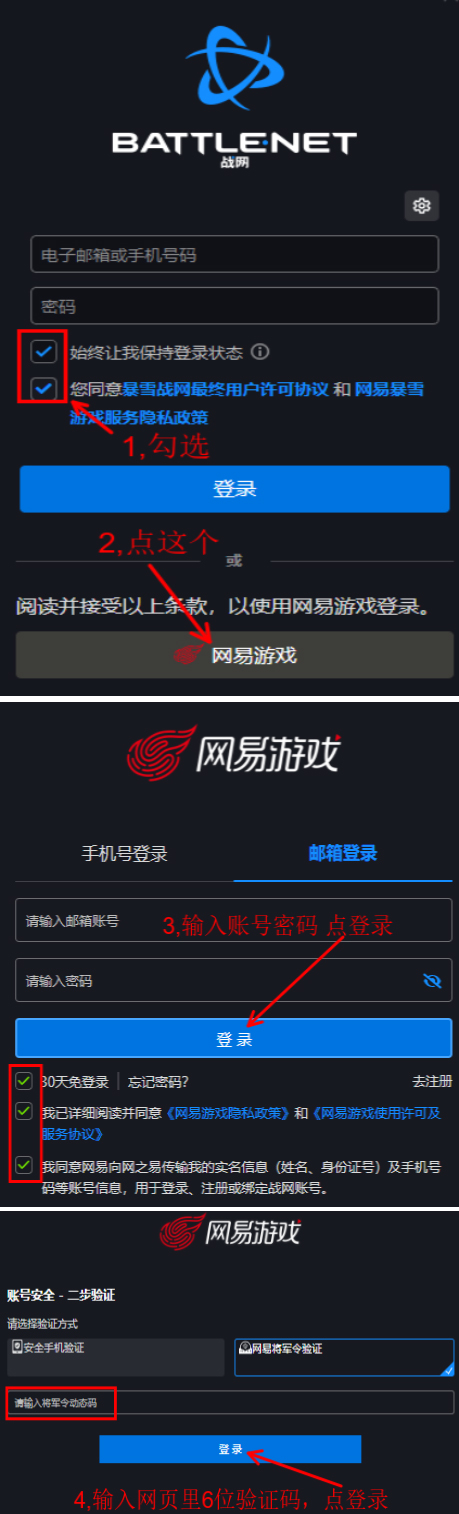 BATTLE.NET
战网
电子邮箱或手机号码
密码
始终让我保持登录状态
您同意暴雪战网最终用户许可协议 和 网易暴雪
游戏服务隐私政策
1,勾选
登录
2,点这个
或
阅读并接受以上条款，以使用网易游戏登录。
网易游戏
网易游戏
手机号登录
邮箱登录
请输入邮箱账号
3,输入账号密码 点登录
请输入密码
登录
30天免登录 | 忘记密码?
去注册
我已详细阅读并同意《网易游戏隐私政策》和《网易游戏使用许可及
服务协议》
我同意网易向网之易传输我的实名信息（姓名、身份证号）及手机号
码等账号信息，用于登录、注册或绑定战网账号。
网易游戏
账号安全 - 二步验证
请选择验证方式
安全手机验证
网易将军令验证
请输入将军令动态码
登录
4,输入网页里6位验证码，点登录